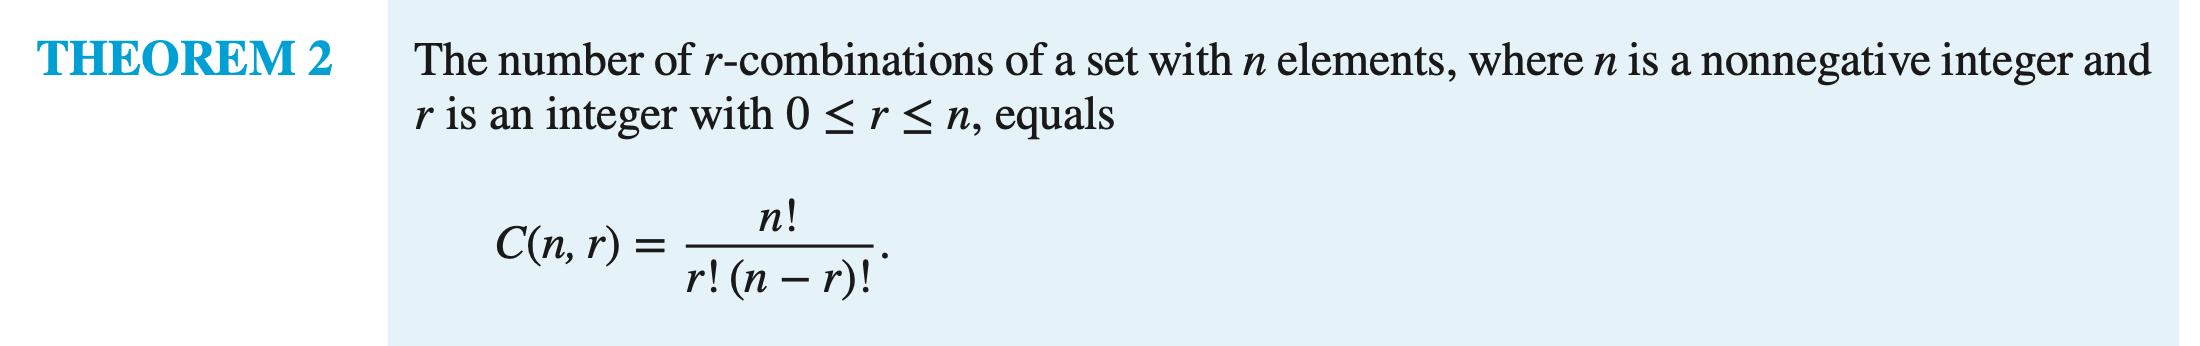 THEOREM 2
The number of r-combinations of a set with n elements, where n is a nonnegative integer and
r is an integer with 0 ≤ r ≤ n, equals
C(n, r) = n! / r! (n − r)! .